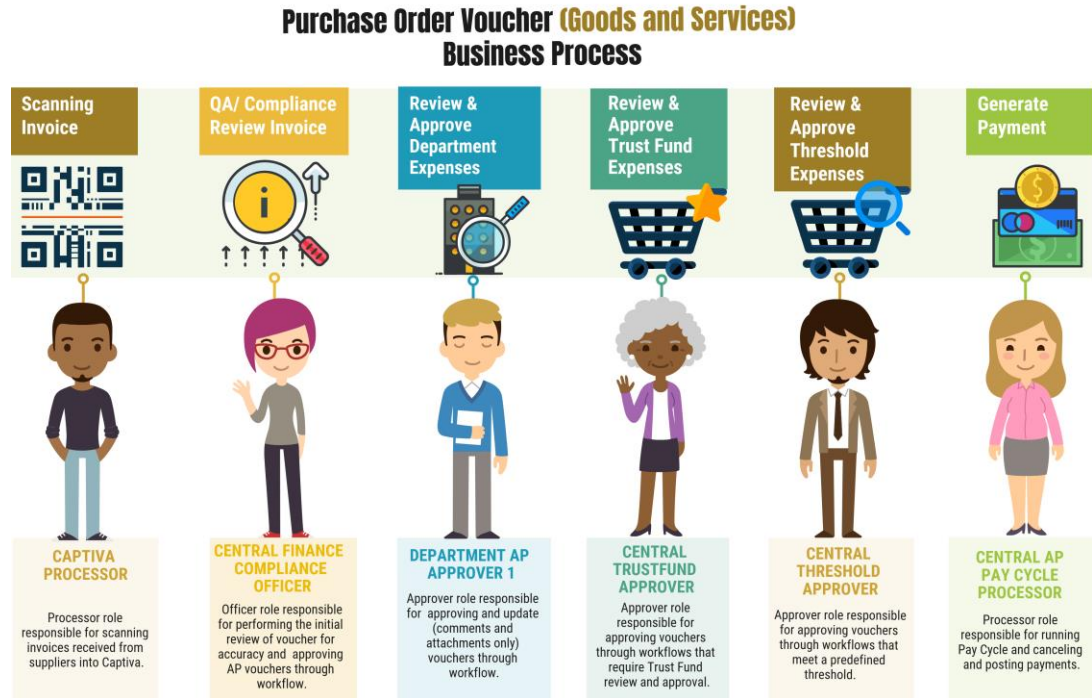 Purchase Order Voucher (Goods and Services)
Business Process
Scanning
Invoice
QA/ Compliance
Review Invoice
Review &
Approve
Department
Expenses
Review &
Approve
Trust Fund
Expenses
Review &
Approve
Threshold
Expenses
Generate
Payment
i
$
$
CAPTIVA
PROCESSOR
Processor role
responsible for scanning
invoices received from
suppliers into Captiva.
CENTRAL FINANCE
COMPLIANCE
OFFICER
Officer role responsible
for performing the initial
review of voucher for
accuracy and approving
AP vouchers through
workflow.
DEPARTMENT AP
APPROVER 1
Approver role responsible
for approving and update
(comments and
attachments only)
vouchers through
workflow.
CENTRAL
TRUSTFUND
APPROVER
Approver role
responsible for
approving vouchers
through workflows that
require Trust Fund
review and approval.
CENTRAL
THRESHOLD
APPROVER
Approver role responsible
for approving vouchers
through workflows that
meet a predefined
threshold.
CENTRAL AP
PAY CYCLE
PROCESSOR
Processor role
responsible for running
Pay Cycle and canceling
and posting payments.